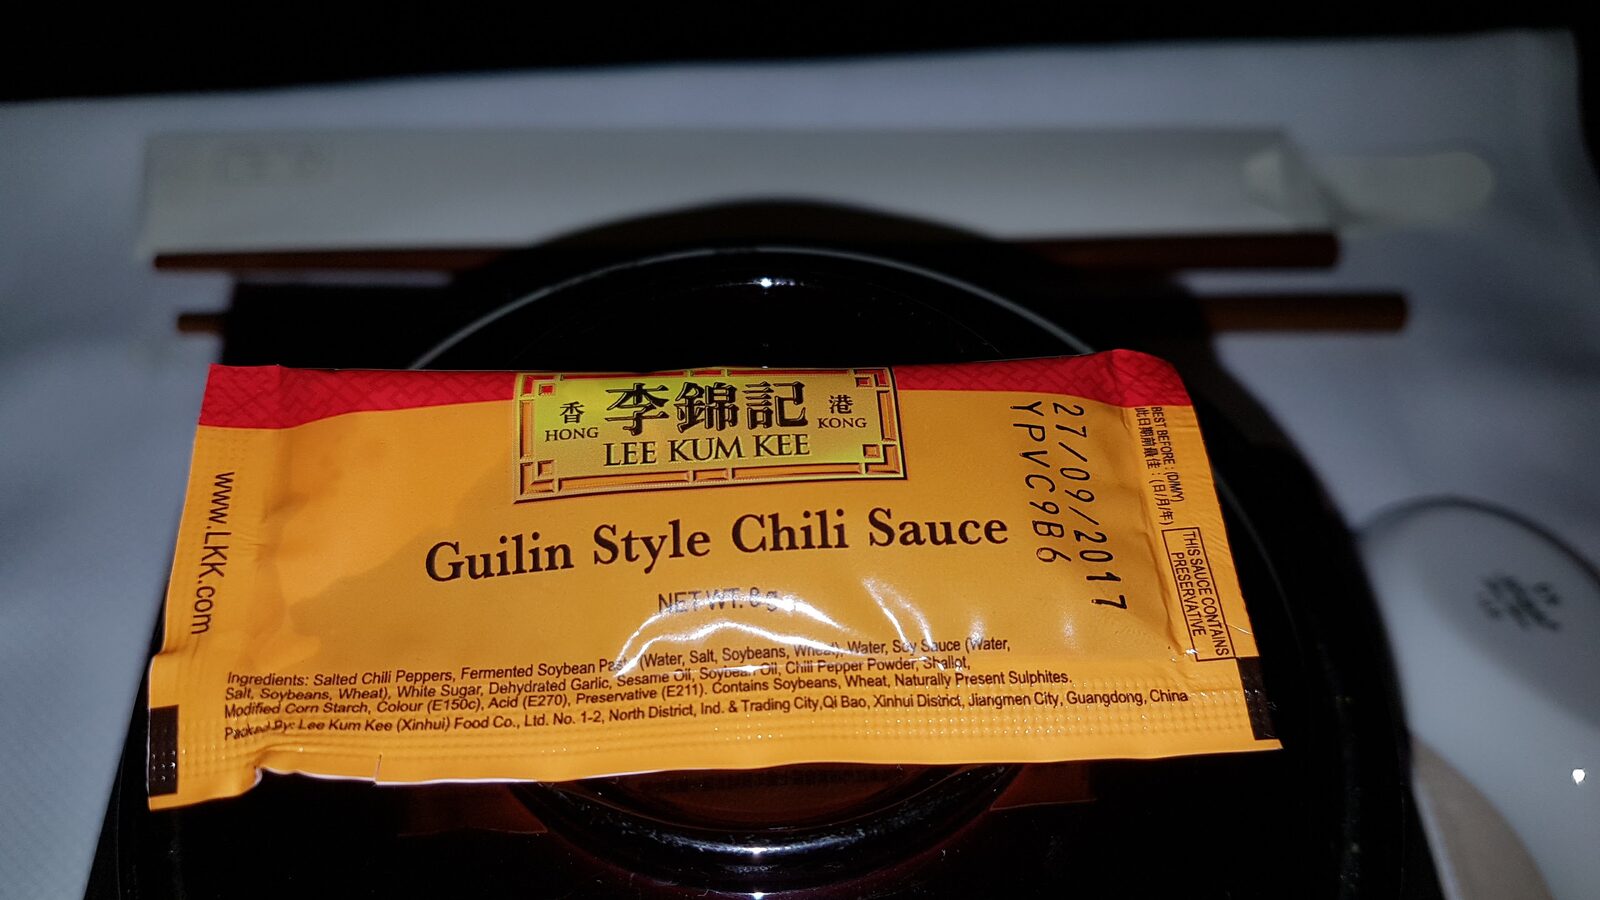 香 李錦記 港
HONG LEE KUM KEE KONG
Guilin Style Chili Sauce
NET WT. 8 g
Ingredients: Salted Chili Peppers, Fermented Soybean Paste (Water, Salt, Soybeans, Wheat), Water, Soy Sauce (Water,
Salt, Soybeans, Wheat), White Sugar, Dehydrated Garlic, Sesame Oil, Soybean Oil, Chili Pepper Powder, Shallot,
Modified Corn Starch, Colour (E150c), Acid (E270), Preservative (E211). Contains Soybeans, Wheat, Naturally Present Sulphites.
Packed By: Lee Kum Kee (Xinhui) Food Co., Ltd. No. 1-2, North District, Ind. & Trading City,Qi Bao, Xinhui District, Jiangmen City, Guangdong, China
www.LKK.com
BEST BEFORE : (D/M/Y)
此日期前最佳 : (日/月/年)
27/09/2017
YPVC9B6
THIS SAUCE CONTAINS
PRESERVATIVE